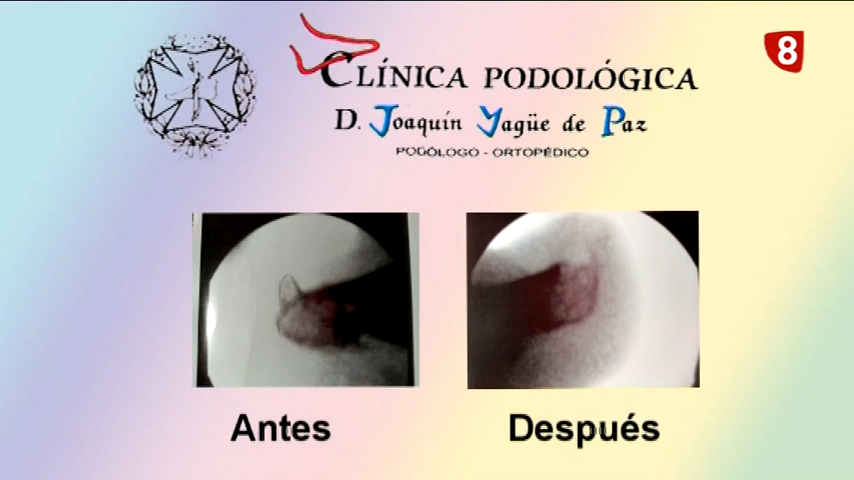 8
CLÍNICA PODOLÓGICA
D. Joaquín Yagüe de Paz
PODÓLOGO - ORTOPÉDICO
Antes
Después